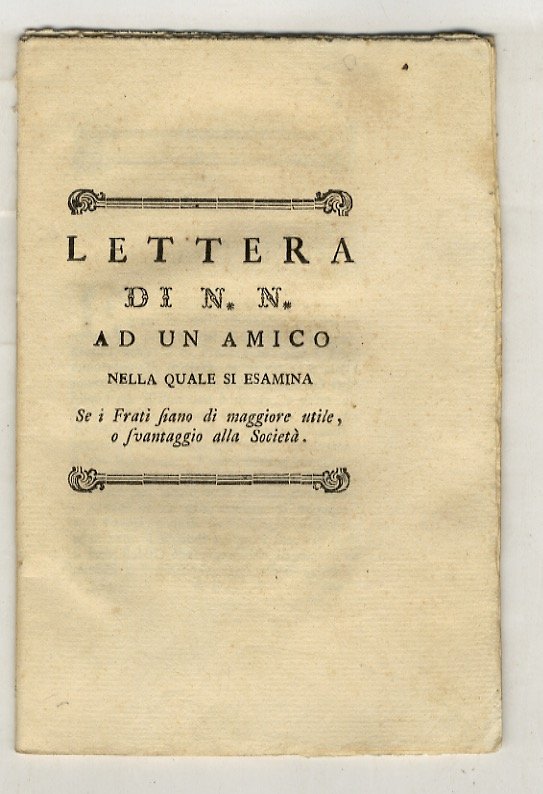 LETTERA
DI N. N.
AD UN AMICO
NELLA QUALE SI ESAMINA
Se i Frati ſiano di maggiore utile,
o ſvantaggio alla Società.